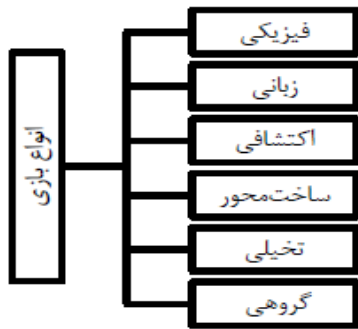 انواع بازی
فیزیکی
زبانی
اکتشافی
ساخت‌محور
تخیلی
گروهی